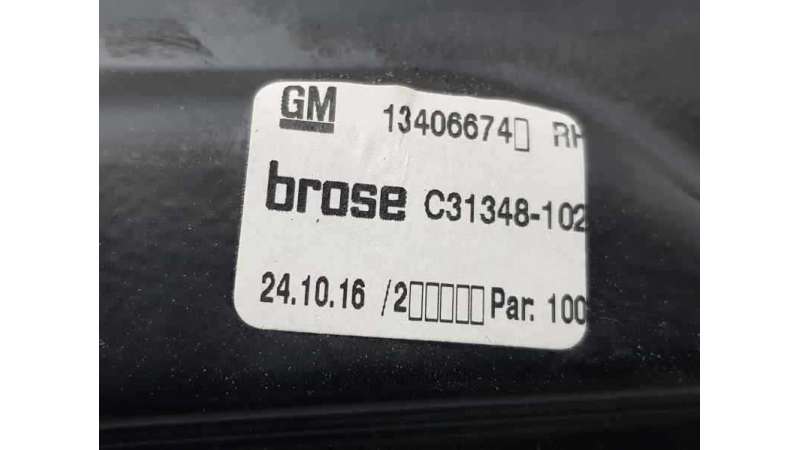 GM 13406674▯ RH
brose C31348-102
24.10.16 /2▯▯▯▯▯ Par: 100